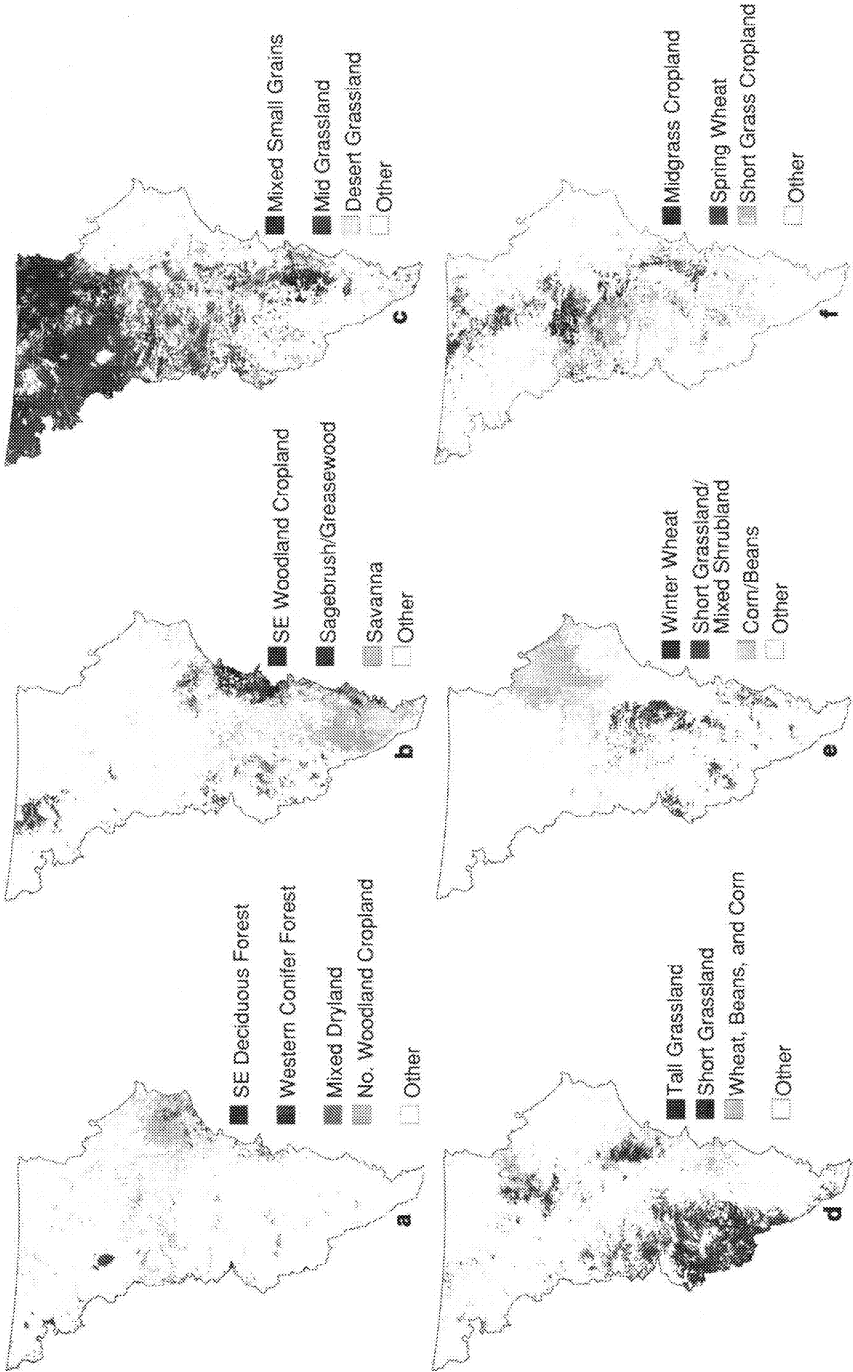 a
SE Deciduous Forest
Western Conifer Forest
Mixed Dryland
No. Woodland Cropland
Other
b
SE Woodland Cropland
Sagebrush/Greasewood
Savanna
Other
c
Mixed Small Grains
Mid Grassland
Desert Grassland
Other
d
Tall Grassland
Short Grassland
Wheat, Beans, and Corn
Other
e
Winter Wheat
Short Grassland/
Mixed Shrubland
Corn/Beans
Other
f
Midgrass Cropland
Spring Wheat
Short Grass Cropland
Other